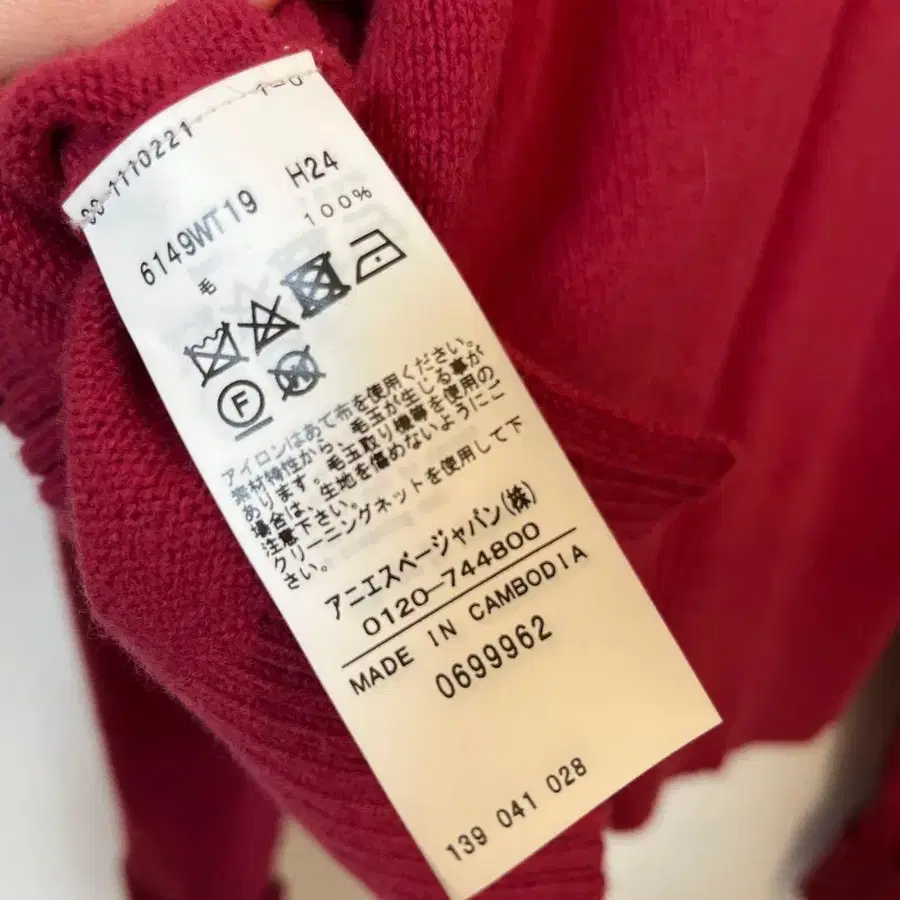 1-0
00-1110221
6149WT19 H24
毛 100%
F
W
アイロンはあて布を使用ください。
素材特性から、毛玉が生じる事が
あります。毛玉取り機等を使用の
場合は、生地を傷めないようにご
注意下さい。
クリーニングネットを使用して下
さい。
アニエスベージャパン(株)
0120-744800
MADE IN CAMBODIA
0699962
139 041 028